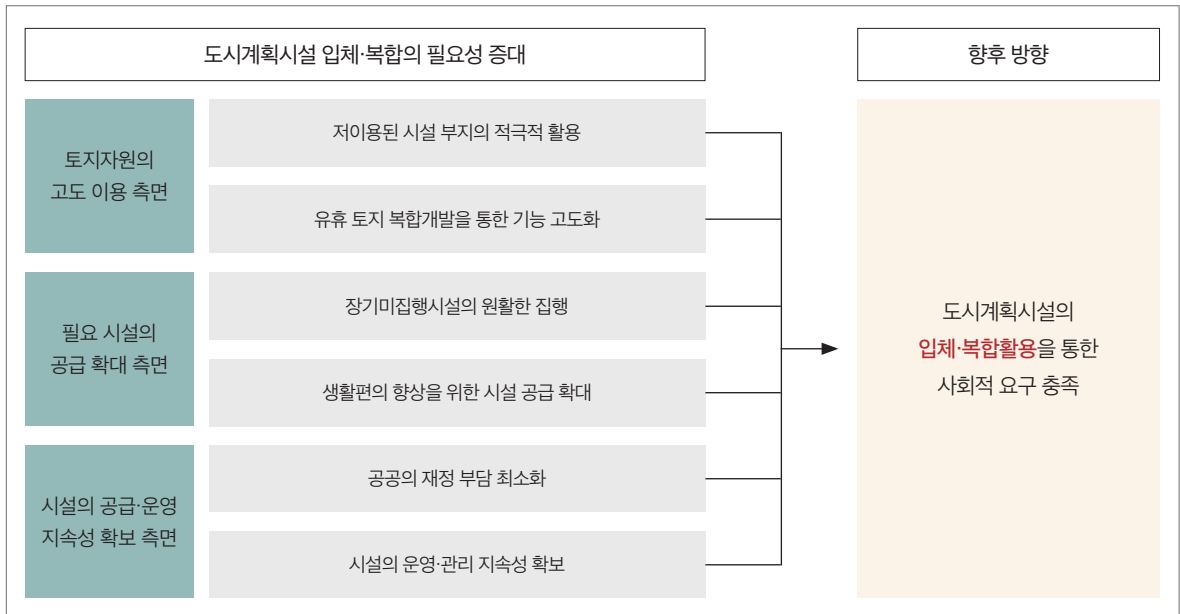 도시계획시설 입체·복합의 필요성 증대
향후 방향
토지자원의
고도 이용 측면
저이용된 시설 부지의 적극적 활용
유휴 토지 복합개발을 통한 기능 고도화
필요 시설의
공급 확대 측면
장기미집행시설의 원활한 집행
생활편의 향상을 위한 시설 공급 확대
시설의 공급·운영
지속성 확보 측면
공공의 재정 부담 최소화
시설의 운영·관리 지속성 확보
도시계획시설의
입체·복합활용을 통한
사회적 요구 충족